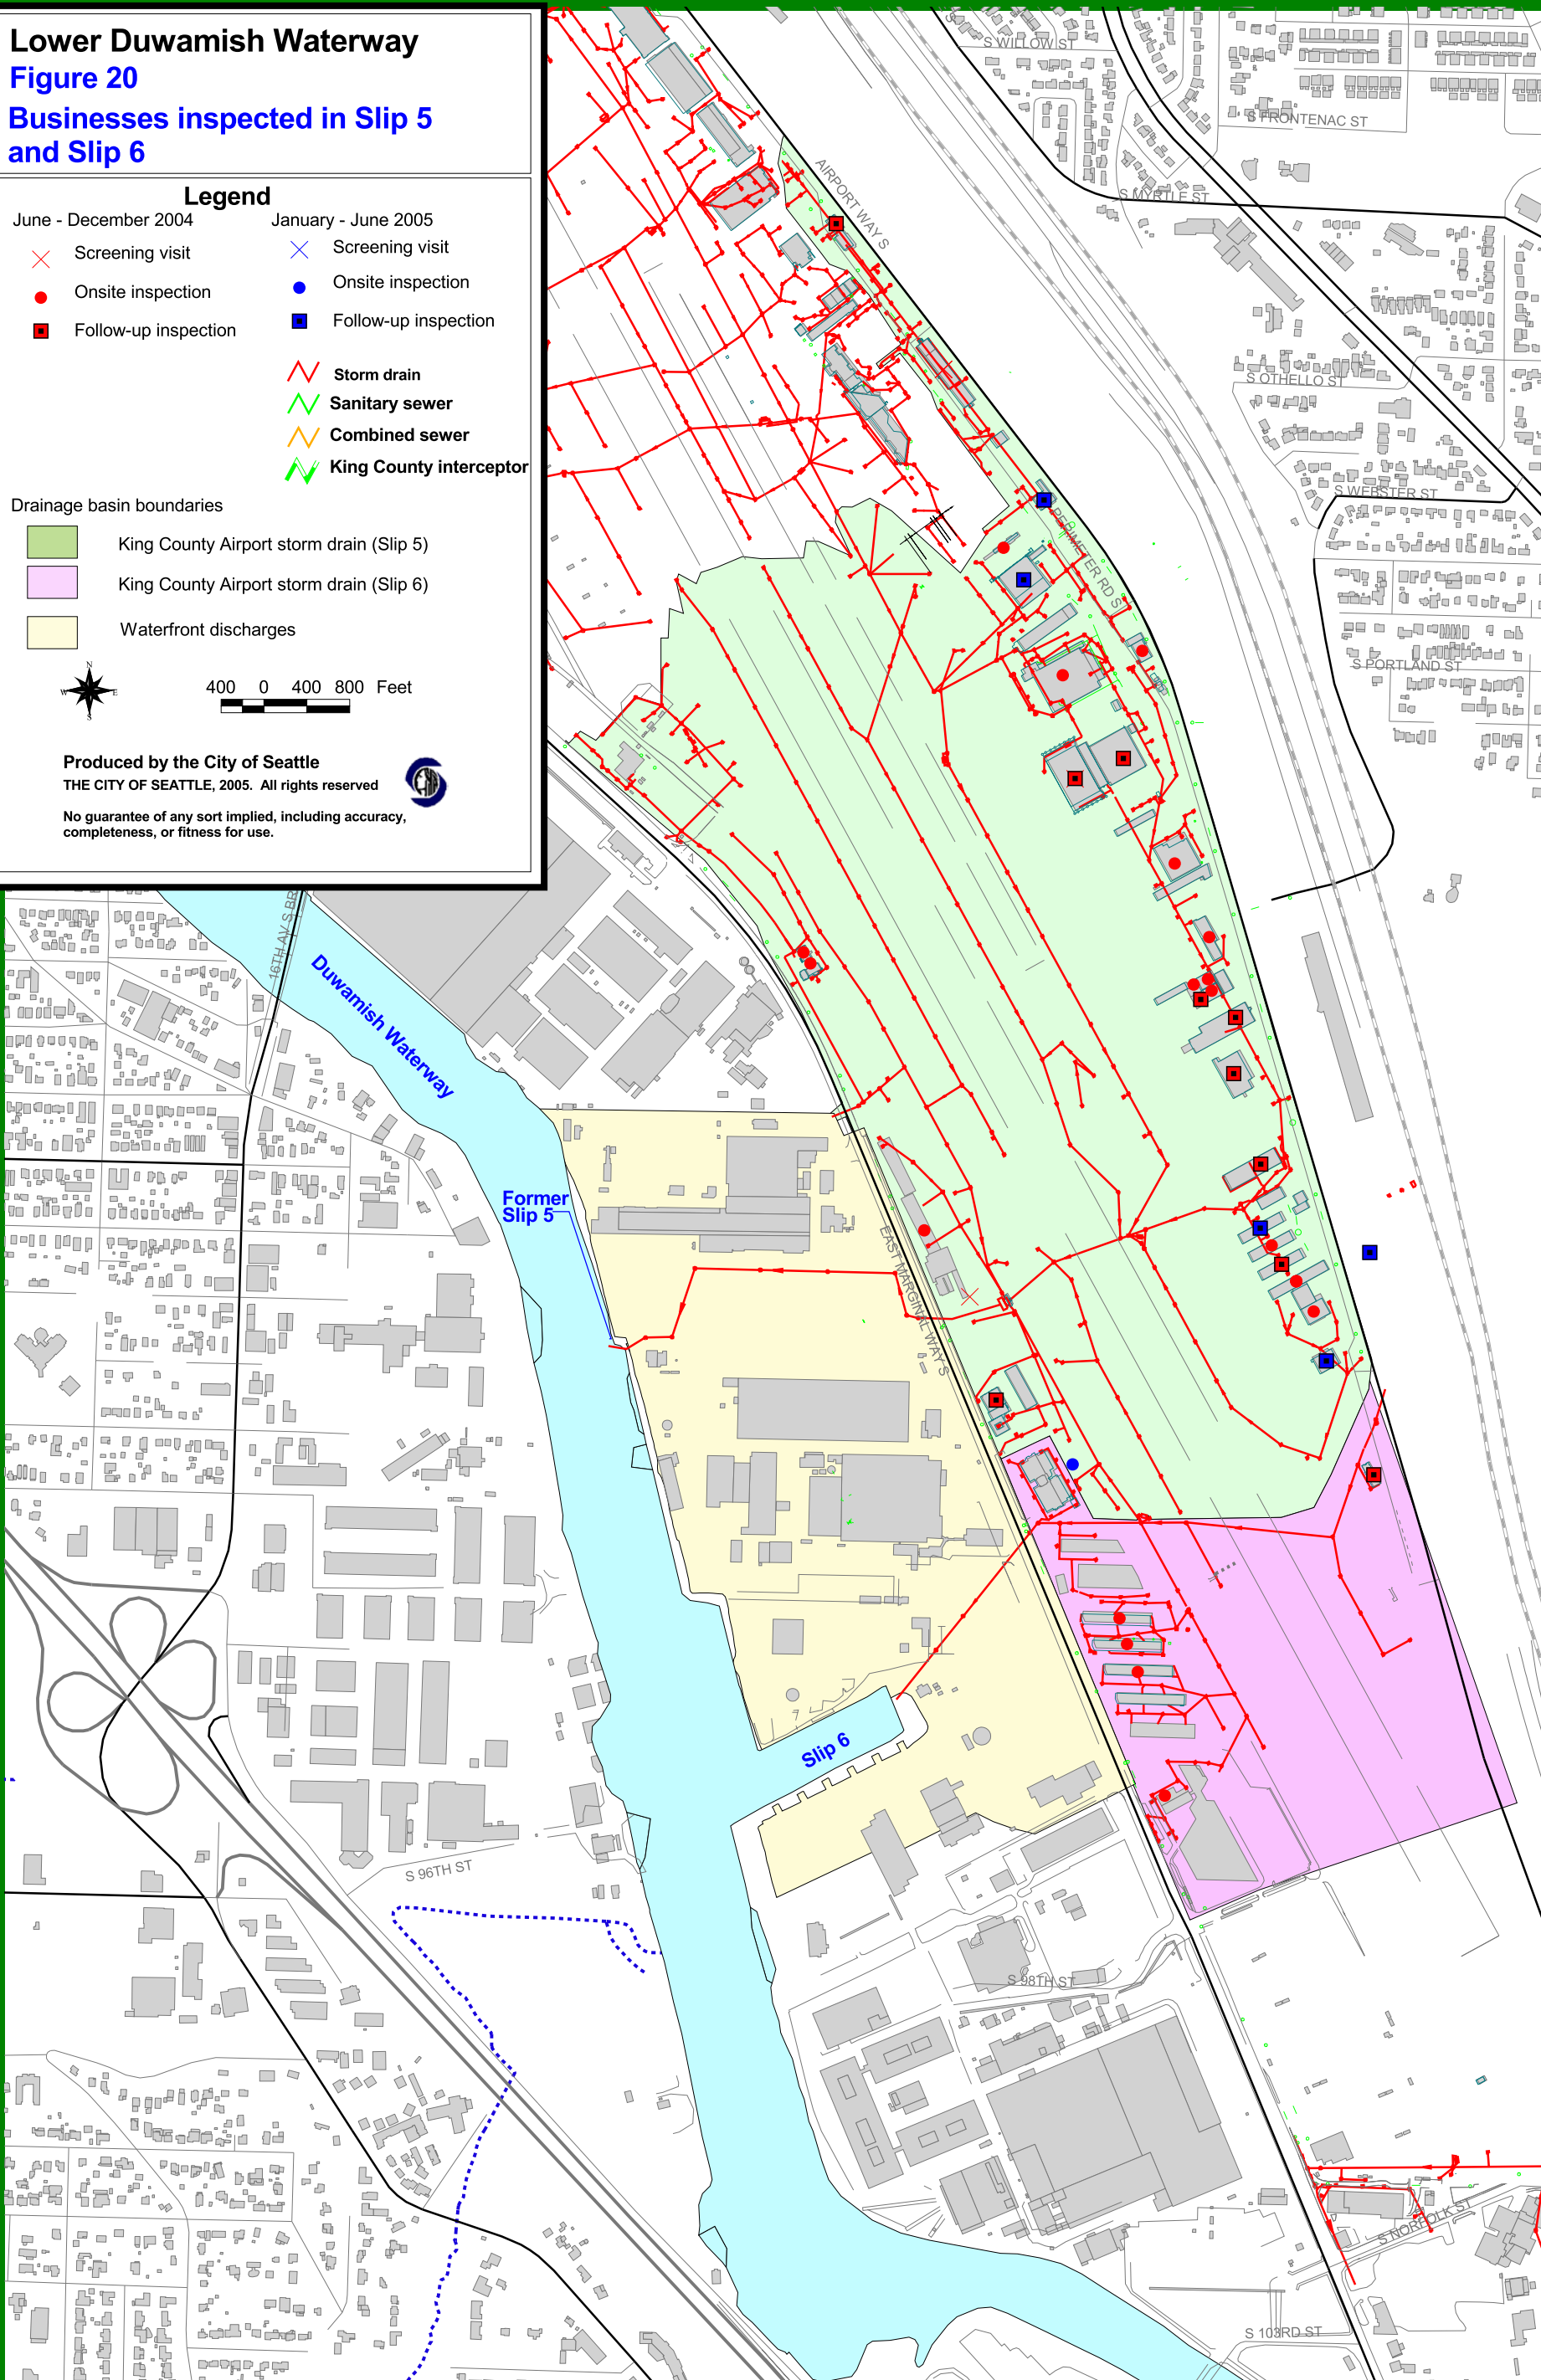 Lower Duwamish Waterway
Figure 20
Businesses inspected in Slip 5
and Slip 6
Legend
June - December 2004
Screening visit
Onsite inspection
Follow-up inspection
January - June 2005
Screening visit
Onsite inspection
Follow-up inspection
Storm drain
Sanitary sewer
Combined sewer
King County interceptor
Drainage basin boundaries
King County Airport storm drain (Slip 5)
King County Airport storm drain (Slip 6)
Waterfront discharges
N
W E
S
400 0 400 800 Feet
Produced by the City of Seattle
THE CITY OF SEATTLE, 2005. All rights reserved
No guarantee of any sort implied, including accuracy,
completeness, or fitness for use.
S WILLOW ST
S FRONTENAC ST
S MYRTLE ST
AIRPORT WAY S
S OTHELLO ST
S WEBSTER ST
PERIMETER RD S
S PORTLAND ST
16TH AV S BR
Duwamish Waterway
Former
Slip 5
EAST MARGINAL WAY S
Slip 6
S 96TH ST
S 98TH ST
S NORFOLK ST
S 103RD ST